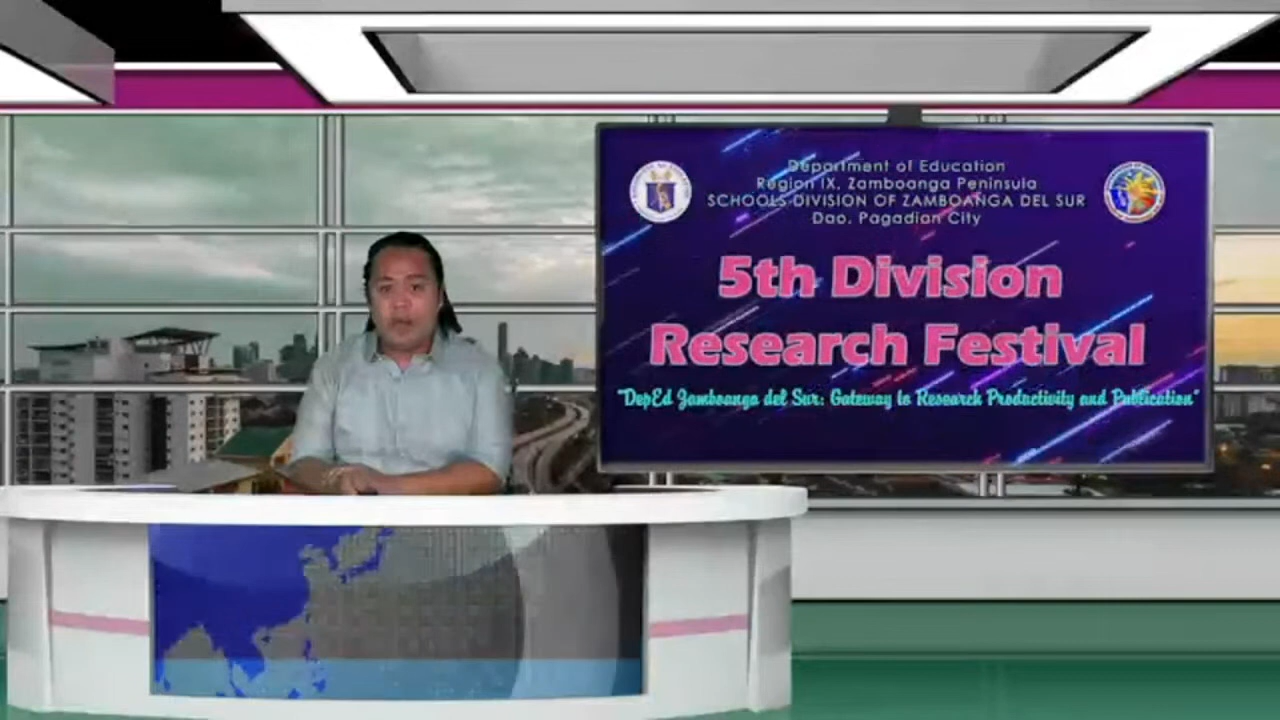 Department of Education
Region IX, Zamboanga Peninsula
SCHOOLS DIVISION OF ZAMBOANGA DEL SUR
Dao, Pagadian City
5th Division
Research Festival
"DepEd Zamboanga del Sur: Gateway to Research Productivity and Publication"